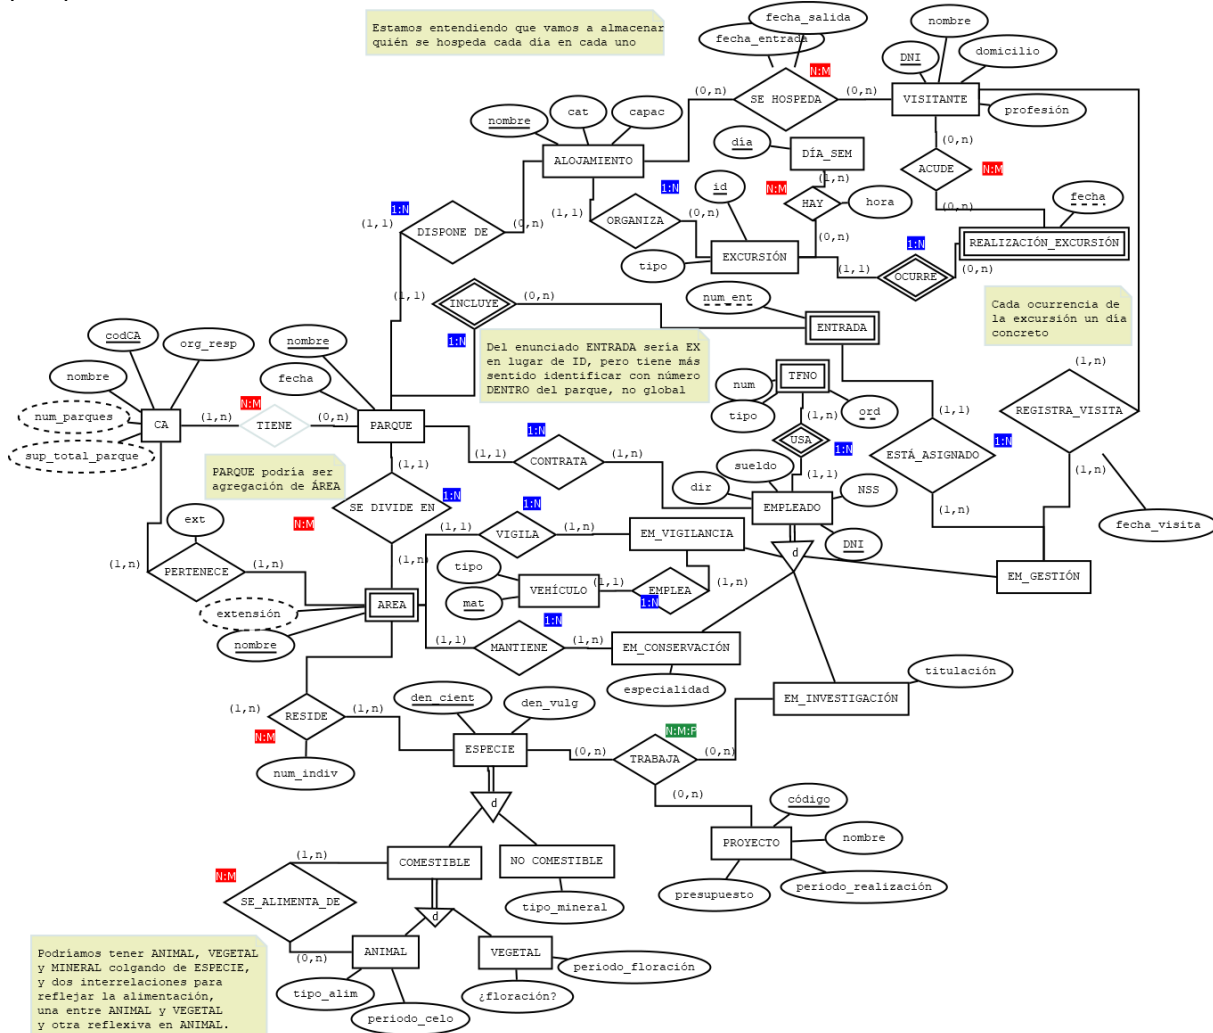 fecha_salida
Estamos entendiendo que vamos a almacenar
quién se hospeda cada día en cada uno
fecha_entrada
nombre
DNI
domicilio
N:M
(0,n)
SE HOSPEDA
(0,n)
VISITANTE
profesión
nombre
cat
capac
ALOJAMIENTO
día
DÍA_SEM
(0,n)
ACUDE
N:M
1:N
id
N:M
(1,n)
HAY
hora
fecha
1:N
(1,1)
DISPONE DE
(0,n)
(1,1)
ORGANIZA
(0,n)
(0,n)
(0,n)
tipo
EXCURSIÓN
1:N
REALIZACIÓN_EXCURSIÓN
(1,1)
OCURRE
(0,n)
(1,1)
INCLUYE
(0,n)
num_ent
Cada ocurrencia de
la excursión un día
concreto
ENTRADA
1:N
Del enunciado ENTRADA sería EX
en lugar de ID, pero tiene más
sentido identificar con número
DENTRO del parque, no global
codCA
org_resp
nombre
nombre
fecha
num_parques
sup_total_parque
CA
(1,n)
N:M
TIENE
(0,n)
PARQUE
(1,1)
1:N
CONTRATA
(1,n)
TFNO
num
tipo
ord
(1,n)
USA
1:N
(1,1)
(1,n)
REGISTRA_VISITA
(1,1)
1:N
ESTÁ_ASIGNADO
(1,n)
(1,n)
fecha_visita
sueldo
dir
NSS
EMPLEADO
DNI
d
PARQUE podría ser
agregación de ÁREA
(1,1)
1:N
SE DIVIDE EN
N:M
(1,n)
ext
(1,n)
PERTENECE
(1,n)
1:N
(1,1)
VIGILA
(1,n)
EM_VIGILANCIA
EM_GESTIÓN
tipo
mat
VEHÍCULO
(1,1)
EMPLEA
1:N
(1,n)
AREA
extensión
nombre
1:N
(1,1)
MANTIENE
(1,n)
EM_CONSERVACIÓN
especialidad
titulación
EM_INVESTIGACIÓN
den_cient
den_vulg
(1,n)
RESIDE
N:M
(1,n)
num_indiv
ESPECIE
(0,n)
N:M:P
TRABAJA
(0,n)
(0,n)
d
código
nombre
PROYECTO
presupuesto
periodo_realización
(1,n)
COMESTIBLE
NO COMESTIBLE
N:M
SE_ALIMENTA_DE
tipo_mineral
d
(0,n)
ANIMAL
VEGETAL
tipo_alim
periodo_celo
¿floración?
periodo_floración
Podríamos tener ANIMAL, VEGETAL
y MINERAL colgando de ESPECIE,
y dos interrelaciones para
reflejar la alimentación,
una entre ANIMAL y VEGETAL
y otra reflexiva en ANIMAL.